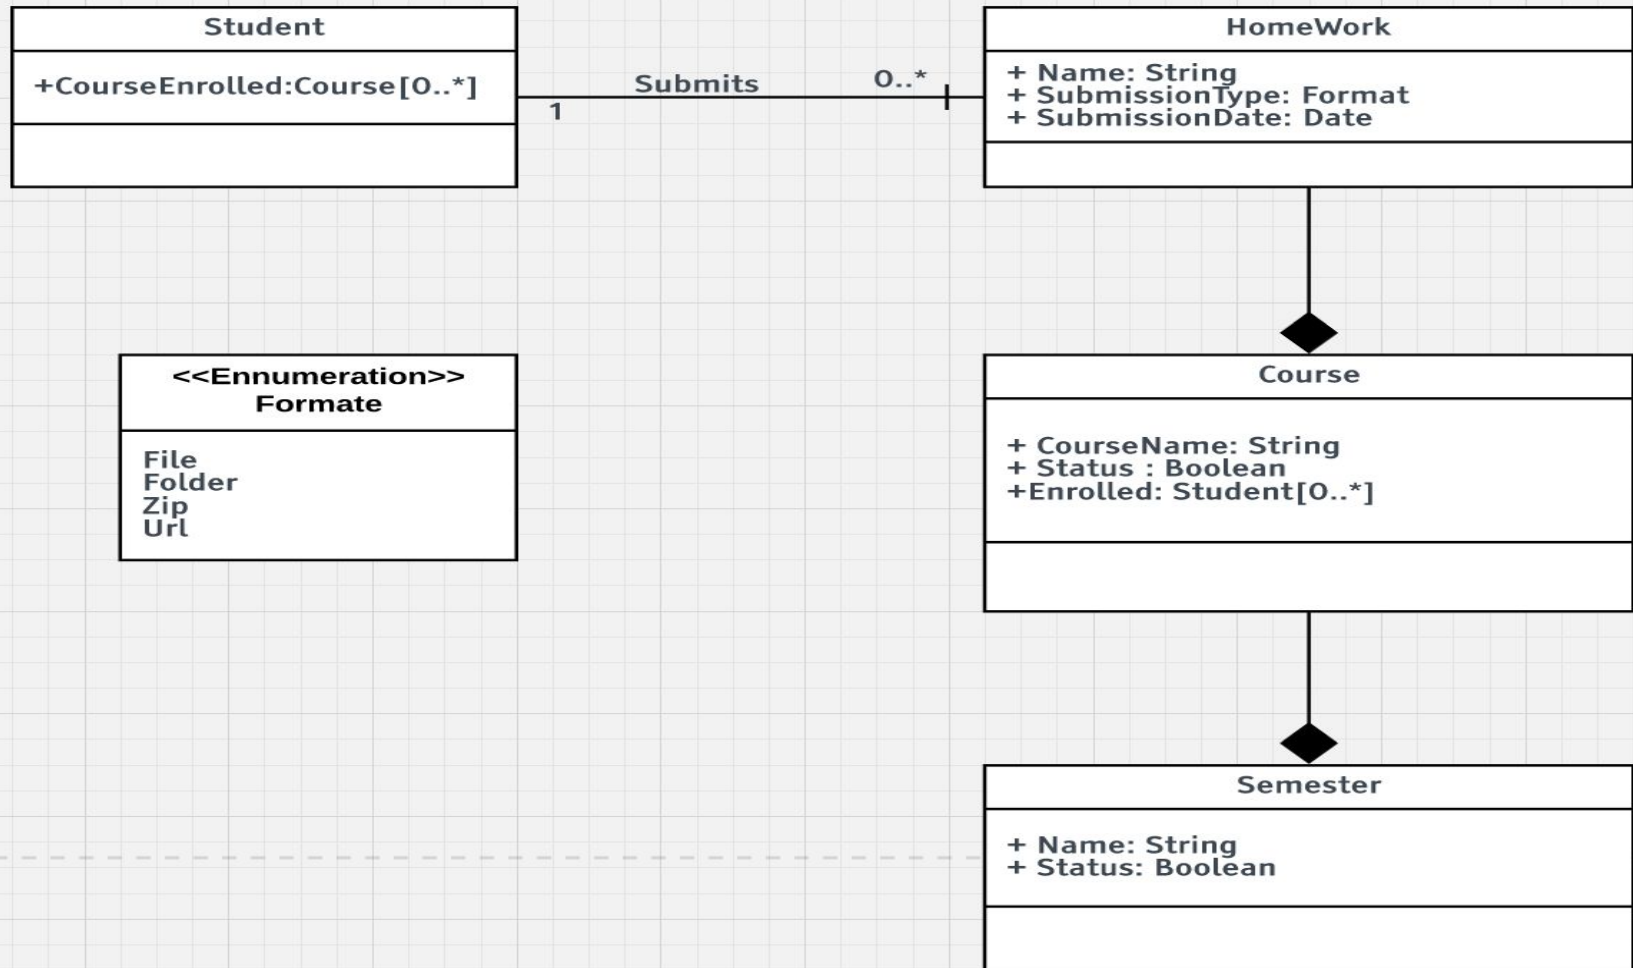 Student
+CourseEnrolled:Course[0..*]
Submits
0..*
1
HomeWork
+ Name: String
+ SubmissionType: Format
+ SubmissionDate: Date
<<Ennumeration>>
Formate
File
Folder
Zip
Url
Course
+ CourseName: String
+ Status : Boolean
+Enrolled: Student[0..*]
Semester
+ Name: String
+ Status: Boolean